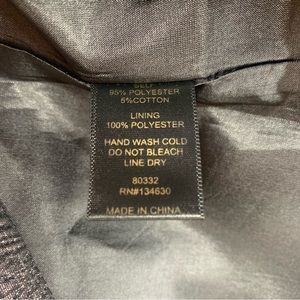 SELF
95% POLYESTER
5%COTTON
LINING
100% POLYESTER
HAND WASH COLD
DO NOT BLEACH
LINE DRY
80332
RN#134630
MADE IN CHINA